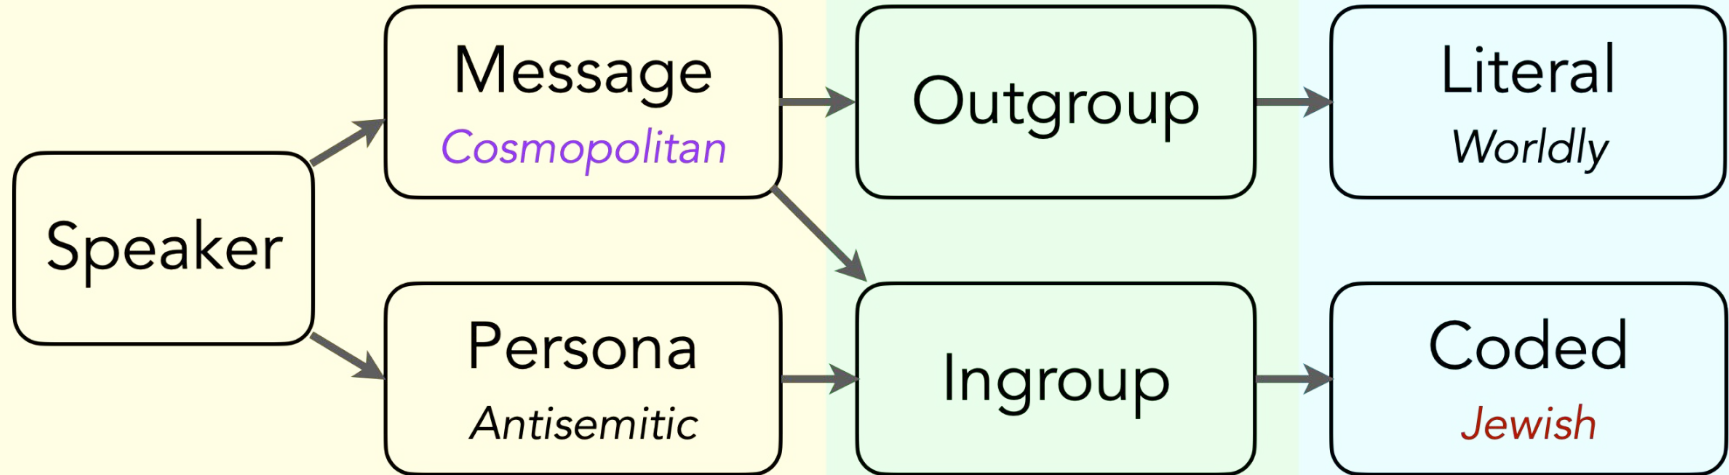 Speaker
Message
Cosmopolitan
Persona
Antisemitic
Outgroup
Ingroup
Literal
Worldly
Coded
Jewish